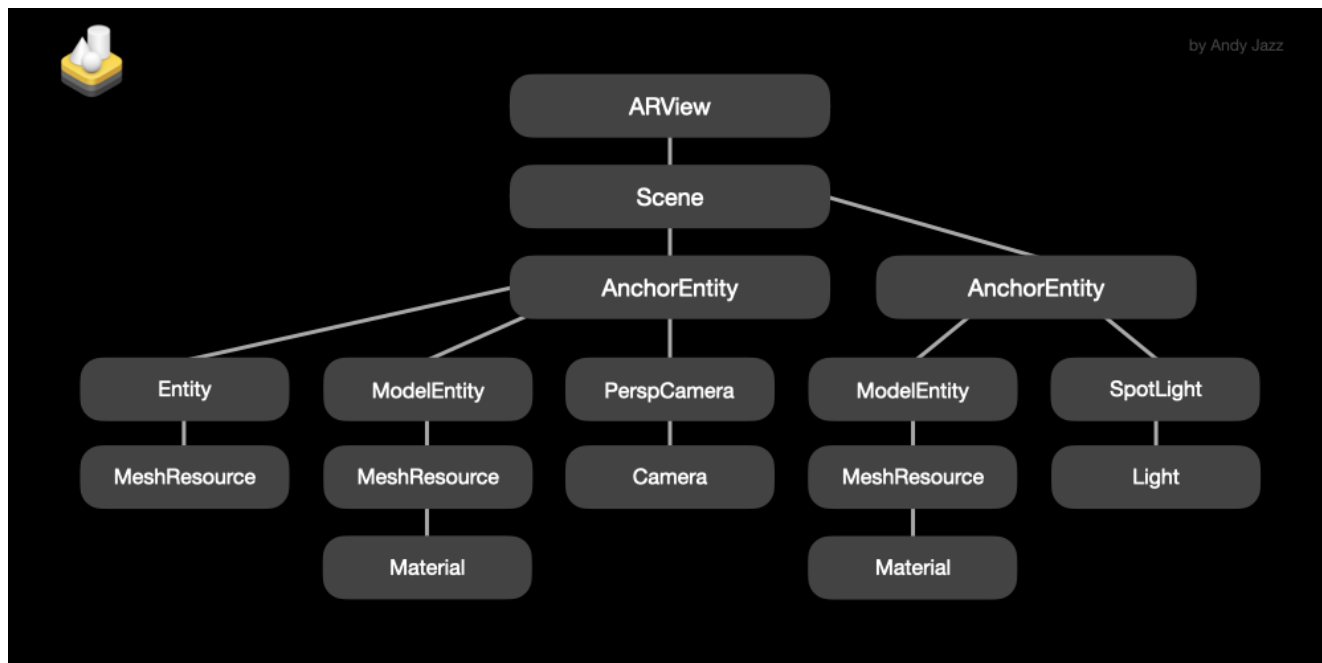 by Andy Jazz
ARView
Scene
AnchorEntity
AnchorEntity
Entity
ModelEntity
PerspCamera
ModelEntity
SpotLight
MeshResource
MeshResource
Camera
MeshResource
Light
Material
Material